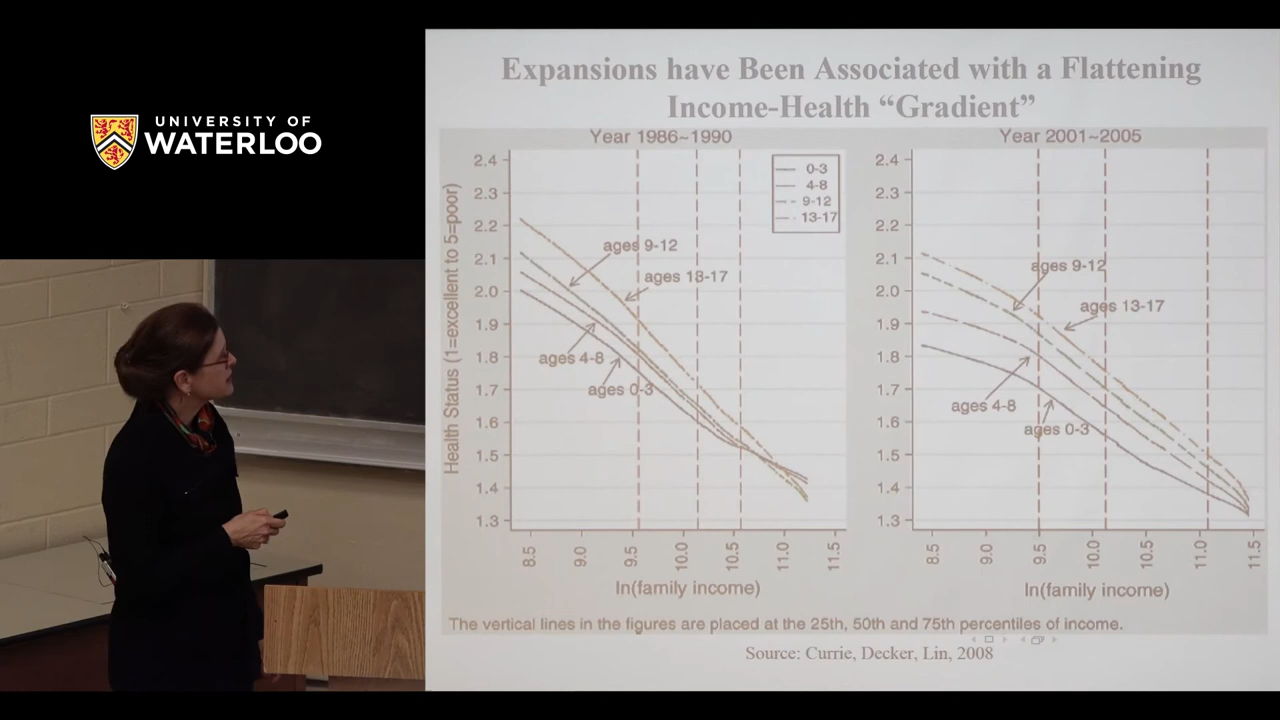 UNIVERSITY OF
WATERLOO
Expansions have Been Associated with a Flattening
Income-Health “Gradient”
Year 1986~1990
2.4
2.3
2.2
2.1
2.0
1.9
1.8
1.7
1.6
1.5
1.4
1.3
Health Status (1=excellent to 5=poor)
0-3
4-8
9-12
13-17
ages 9-12
ages 13-17
ages 4-8
ages 0-3
8.5 9.0 9.5 10.0 10.5 11.0 11.5
ln(family income)
Year 2001~2005
2.4
2.3
2.2
2.1
2.0
1.9
1.8
1.7
1.6
1.5
1.4
1.3
ages 9-12
ages 13-17
ages 4-8
ages 0-3
8.5 9.0 9.5 10.0 10.5 11.0 11.5
ln(family income)
The vertical lines in the figures are placed at the 25th, 50th and 75th percentiles of income.
Source: Currie, Decker, Lin, 2008